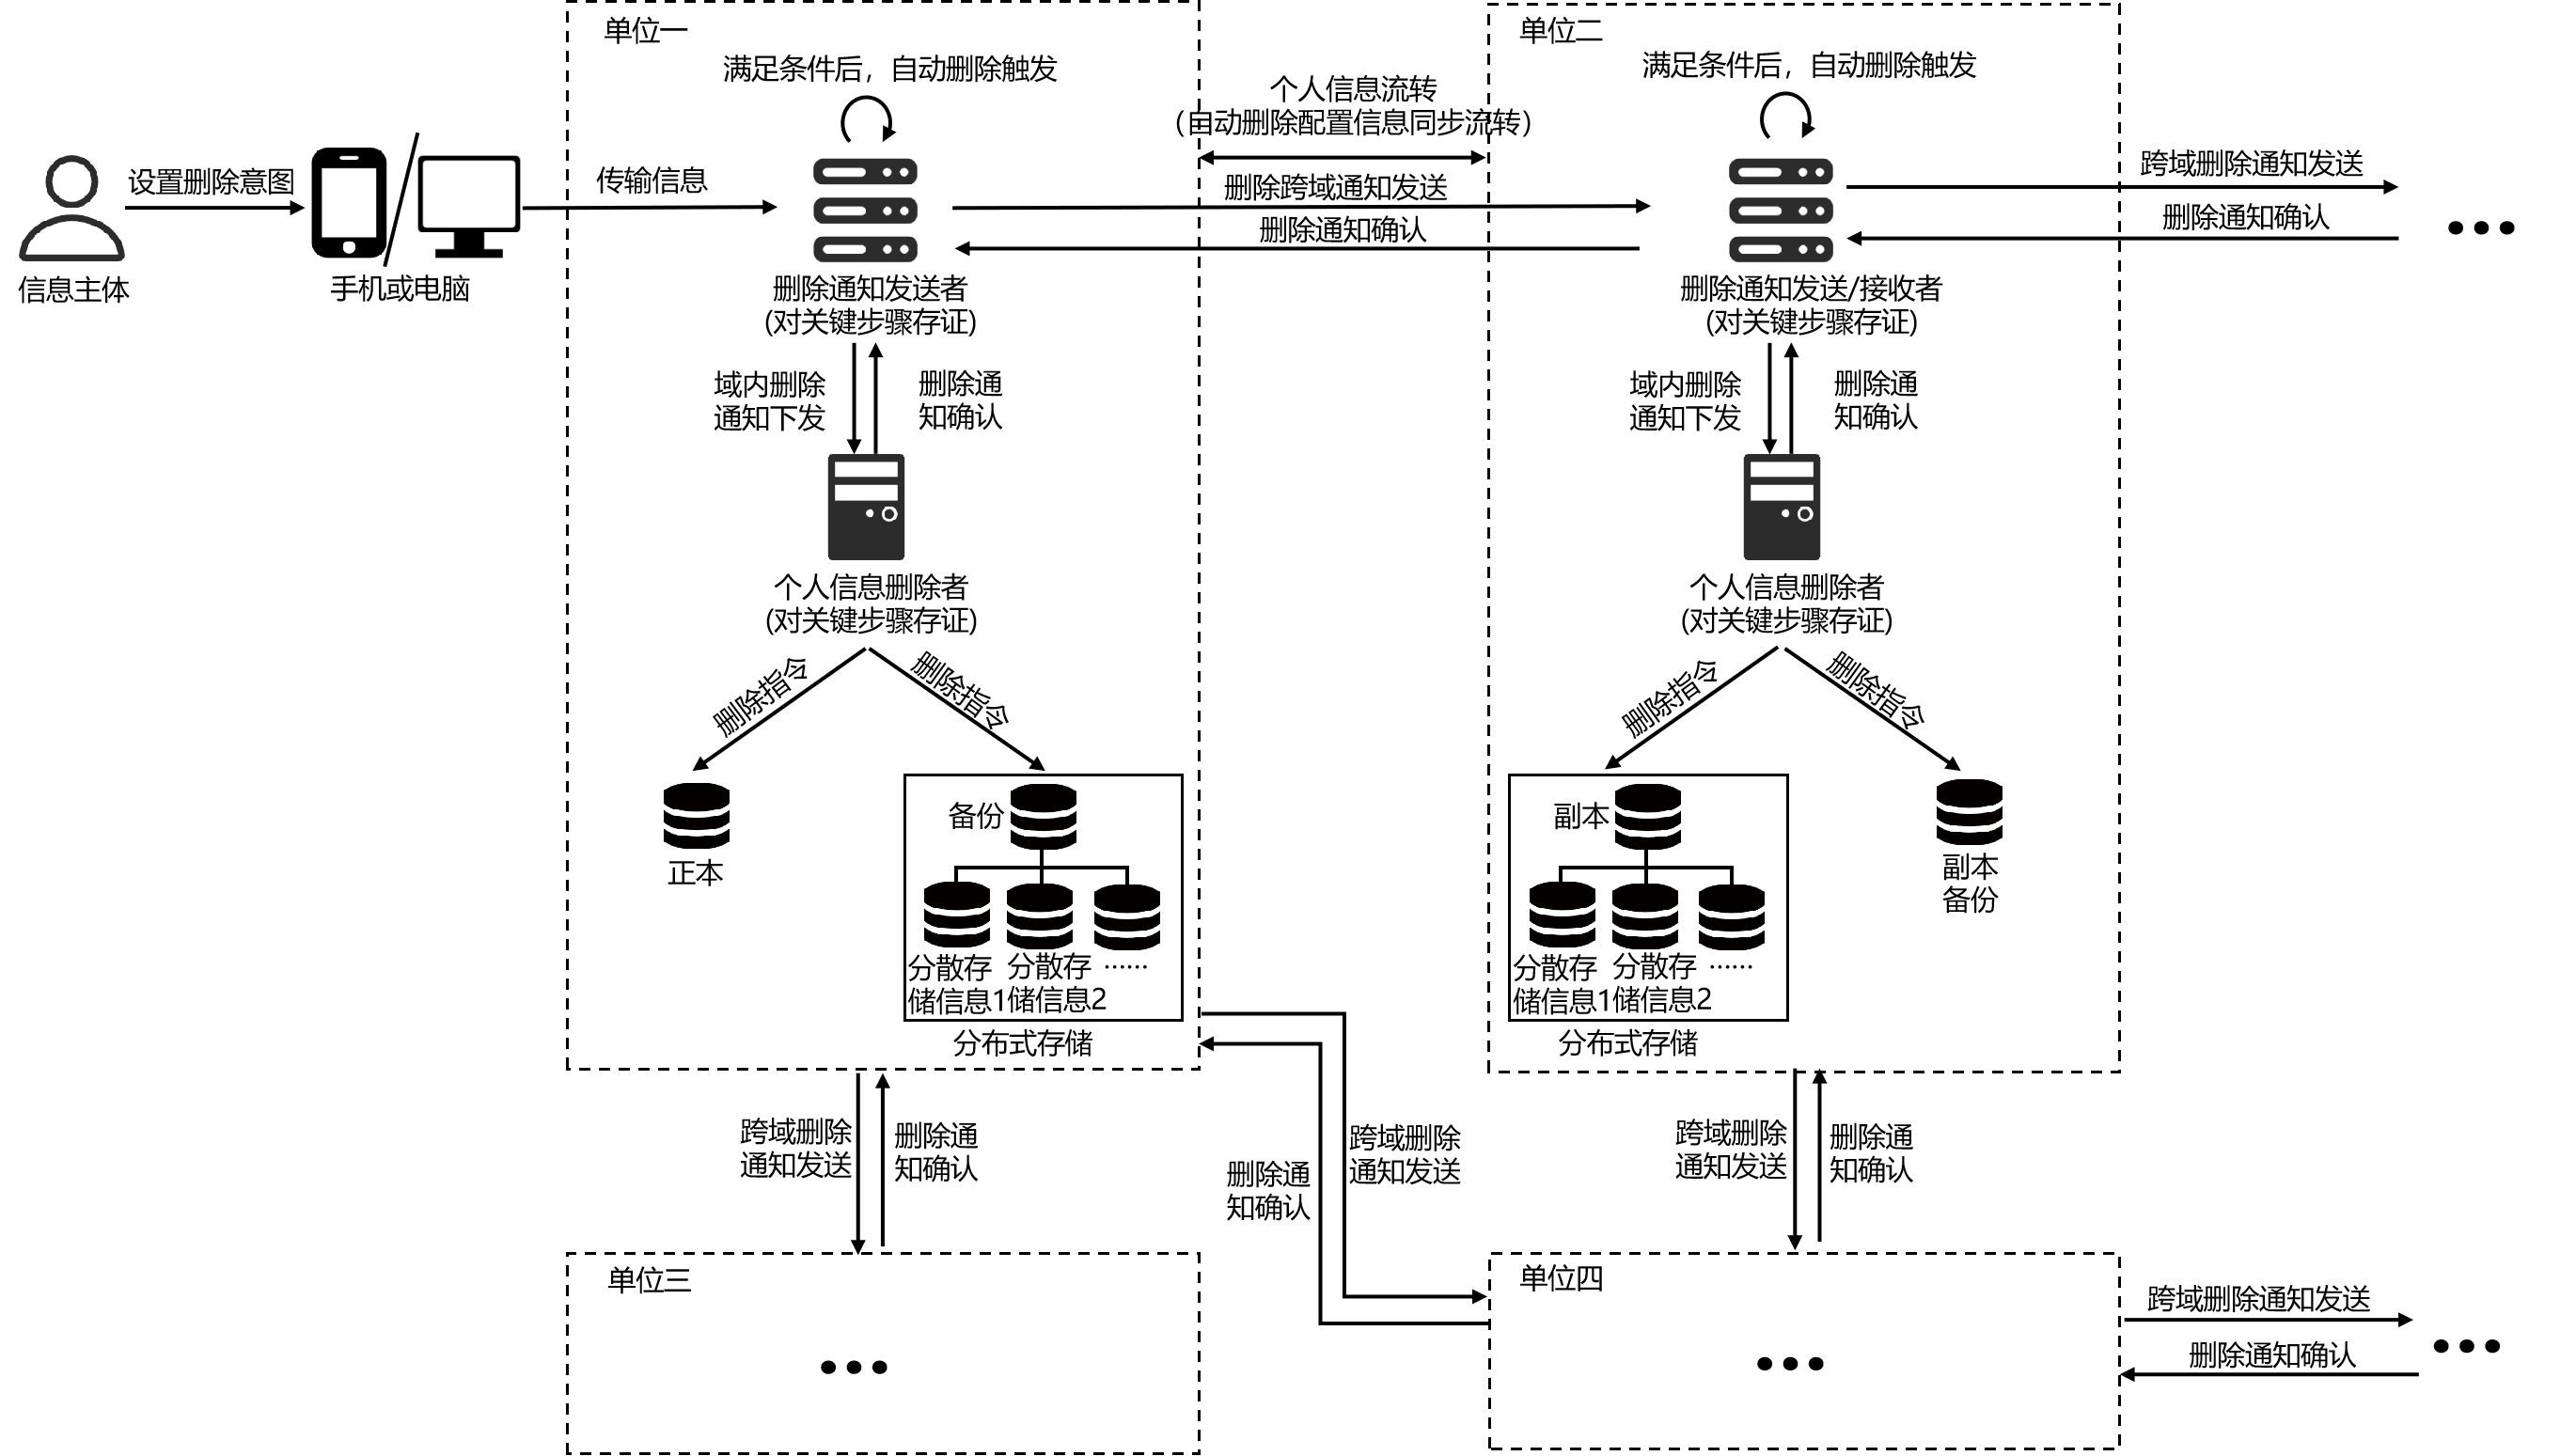 单位一
满足条件后，自动删除触发
单位二
满足条件后，自动删除触发
个人信息流转
（自动删除配置信息同步流转）
设置删除意图
传输信息
删除跨域通知发送
删除通知确认
跨域删除通知发送
删除通知确认
信息主体
手机或电脑
删除通知发送者
(对关键步骤存证)
删除通知发送/接收者
(对关键步骤存证)
域内删除
通知下发
删除通
知确认
域内删除
通知下发
删除通
知确认
个人信息删除者
(对关键步骤存证)
个人信息删除者
(对关键步骤存证)
删除指令
删除指令
删除指令
删除指令
正本
备份
分散存
储信息1
分散存
储信息2
······
分布式存储
副本
分散存
储信息1
分散存
储信息2
······
分布式存储
副本
备份
跨域删除
通知发送
删除通
知确认
删除通
知确认
跨域删除
通知发送
跨域删除
通知发送
删除通
知确认
单位三
单位四
跨域删除通知发送
删除通知确认